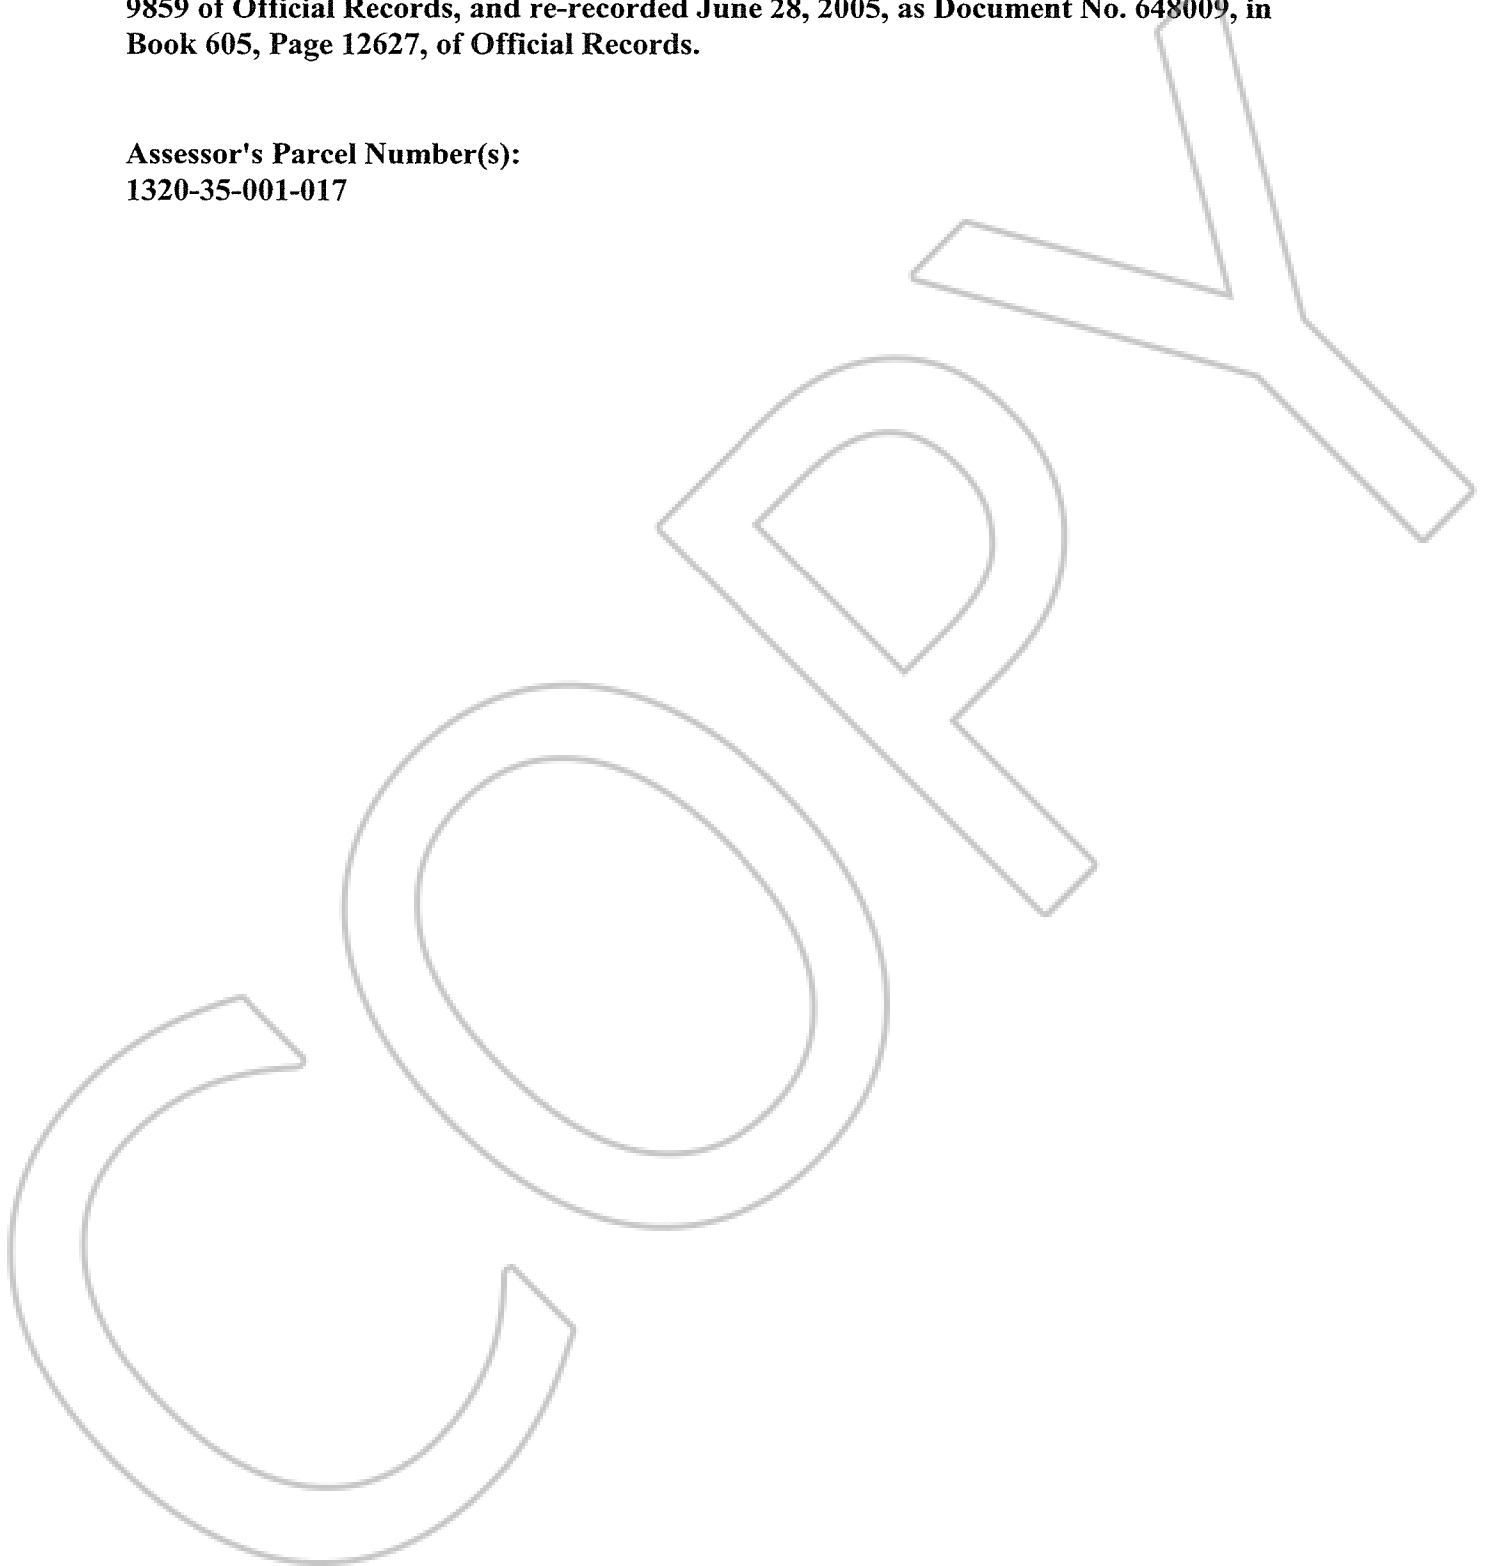 9859 of Official Records, and re-recorded June 28, 2005, as Document No. 648009, in
Book 605, Page 12627, of Official Records.
Assessor's Parcel Number(s):
1320-35-001-017
COPY